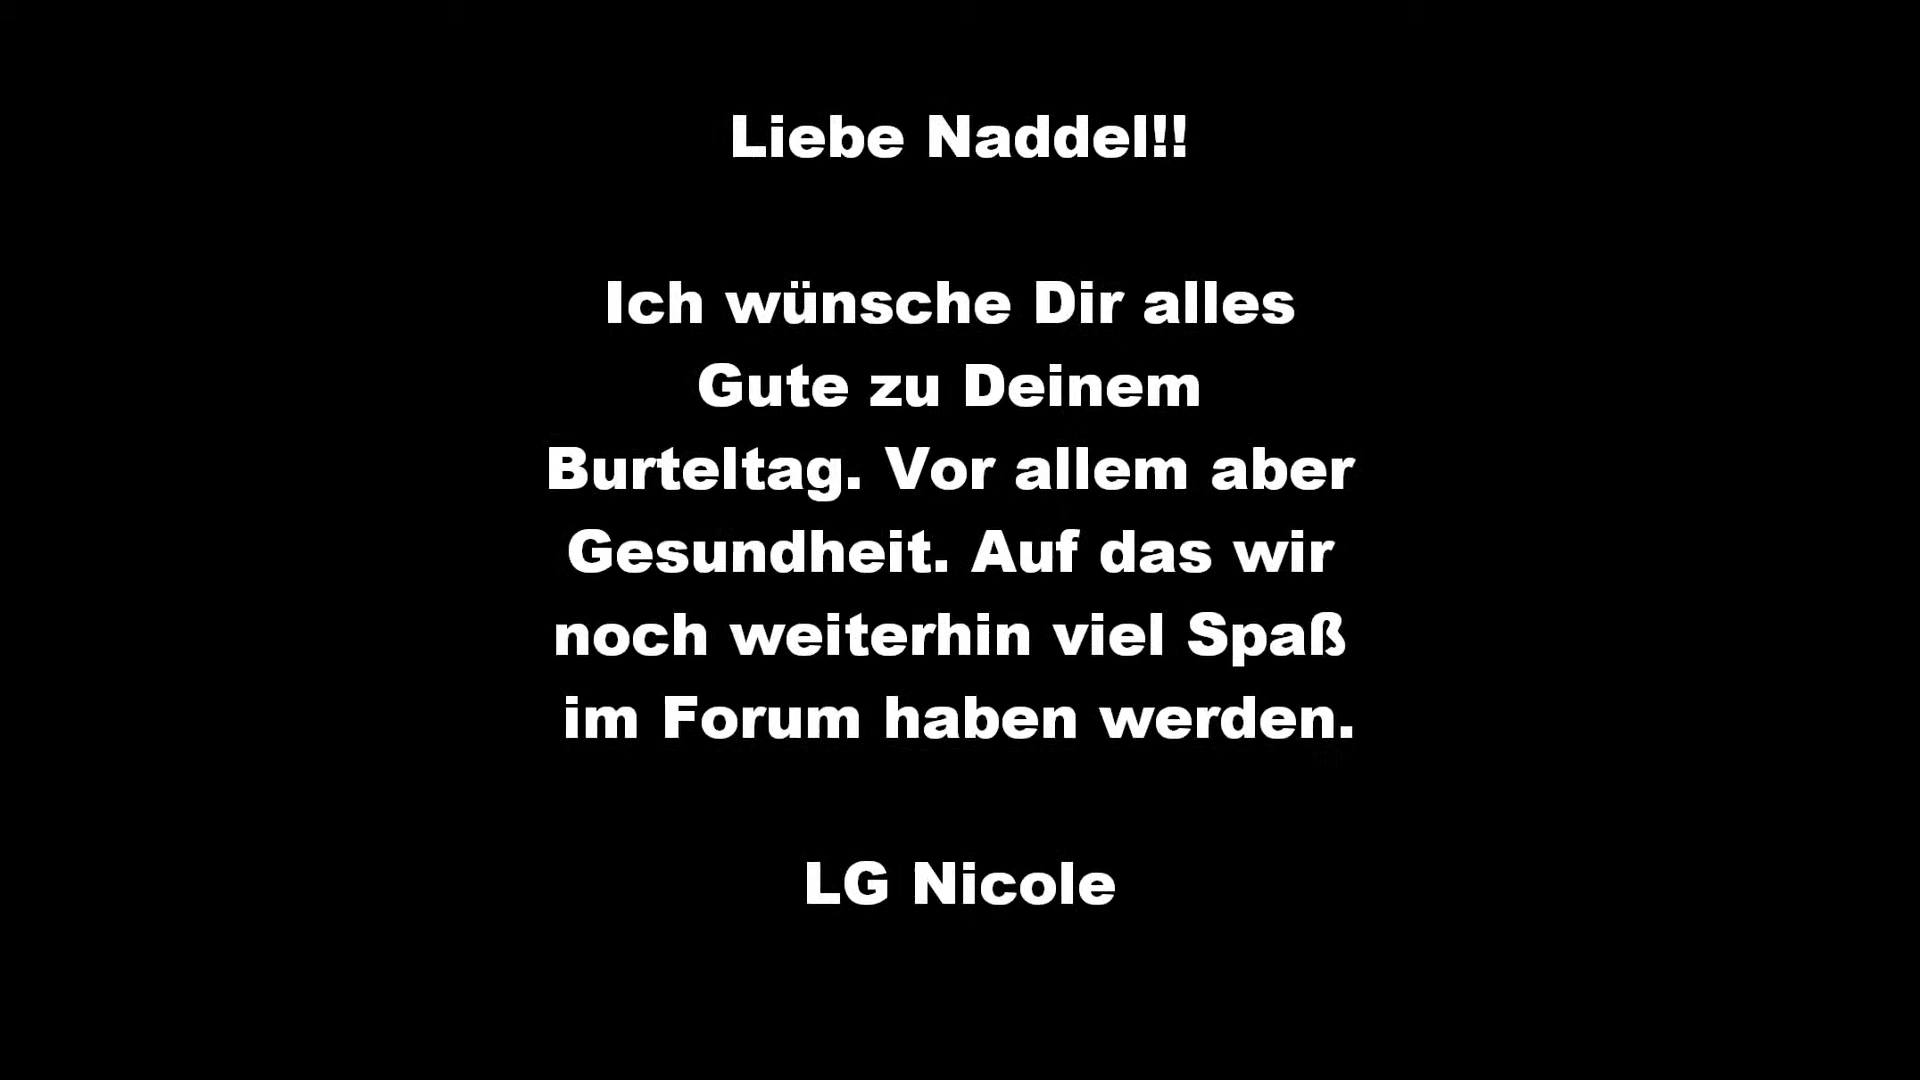 Liebe Naddel!!
Ich wünsche Dir alles
Gute zu Deinem
Burteltag. Vor allem aber
Gesundheit. Auf das wir
noch weiterhin viel Spaß
im Forum haben werden.
LG Nicole